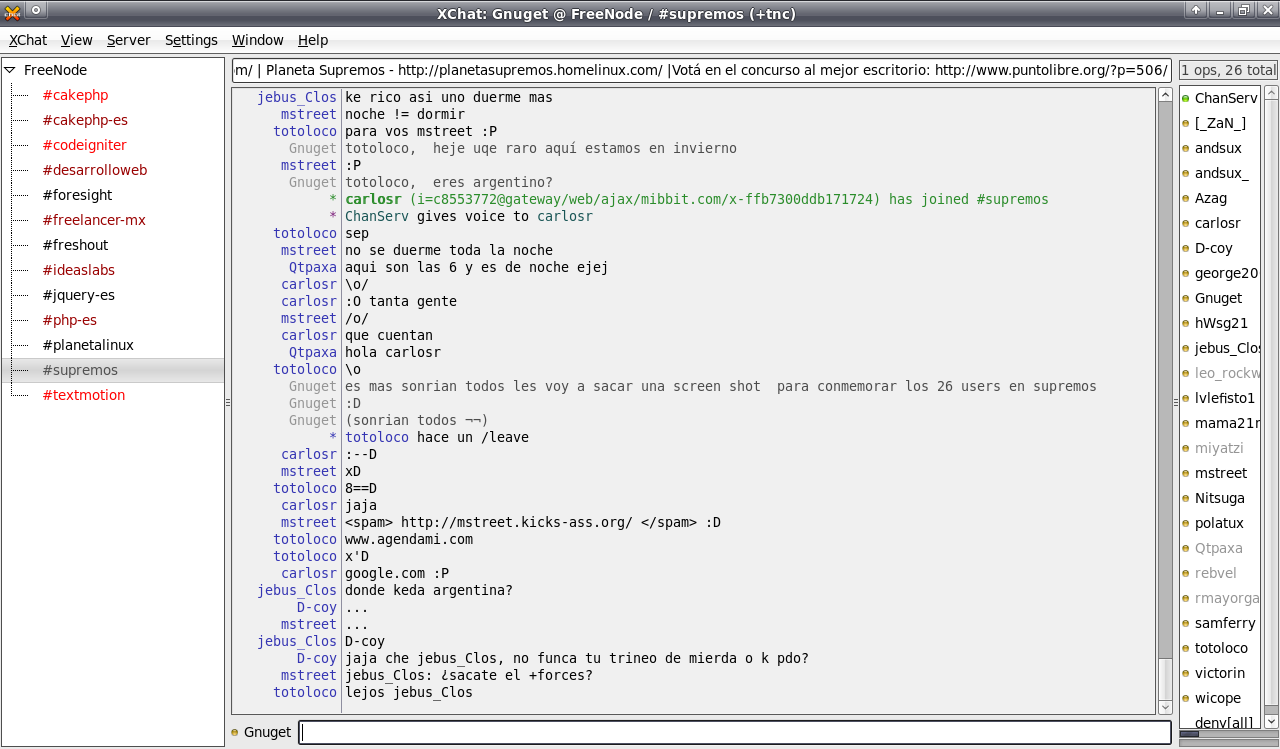 XChat: Gnuget @ FreeNode / #supremos (+tnc)
XChat View Server Settings Window Help
FreeNode
#cakephp
#cakephp-es
#codeigniter
#desarrolloweb
#foresight
#freelancer-mx
#freshout
#ideaslabs
#jquery-es
#php-es
#planetalinux
#supremos
#textmotion
om/ | Planeta Supremos - http://planetasupremos.homelinux.com/ |Votá en el concurso al mejor escritorio: http://www.puntolibre.org/?p=506/
jebus_Clos ke rico asi uno duerme mas
mstreet noche != dormir
totoloco para vos mstreet :P
Gnuget totoloco,  heje uqe raro aquí estamos en invierno
mstreet :P
Gnuget totoloco,  eres argentino?
* carlosr (i=c8553772@gateway/web/ajax/mibbit.com/x-ffb7300ddb171724) has joined #supremos
* ChanServ gives voice to carlosr
totoloco sep
mstreet no se duerme toda la noche
Qtpaxa aqui son las 6 y es de noche ejej
carlosr \o/
carlosr :O tanta gente
mstreet /o/
carlosr que cuentan
Qtpaxa hola carlosr
totoloco \o
Gnuget es mas sonrian todos les voy a sacar una screen shot  para conmemorar los 26 users en supremos
Gnuget :D
Gnuget (sonrian todos ¬¬)
* totoloco hace un /leave
carlosr :--D
mstreet xD
totoloco 8==D
carlosr jaja
mstreet <spam> http://mstreet.kicks-ass.org/ </spam> :D
totoloco www.agendami.com
totoloco x'D
carlosr google.com :P
jebus_Clos donde keda argentina?
D-coy ...
mstreet ...
jebus_Clos D-coy
D-coy jaja che jebus_Clos, no funca tu trineo de mierda o k pdo?
mstreet jebus_Clos: ¿sacate el +forces?
totoloco lejos jebus_Clos
Gnuget
1 ops, 26 total
ChanServ
[_ZaN_]
andsux
andsux_
Azag
carlosr
D-coy
george20
Gnuget
hWsg21
jebus_Clos
leo_rockw
lvlefisto1
mama21m
miyatzi
mstreet
Nitsuga
polatux
Qtpaxa
rebvel
rmayorga
samferry
totoloco
victorin
wicope
deny[all]